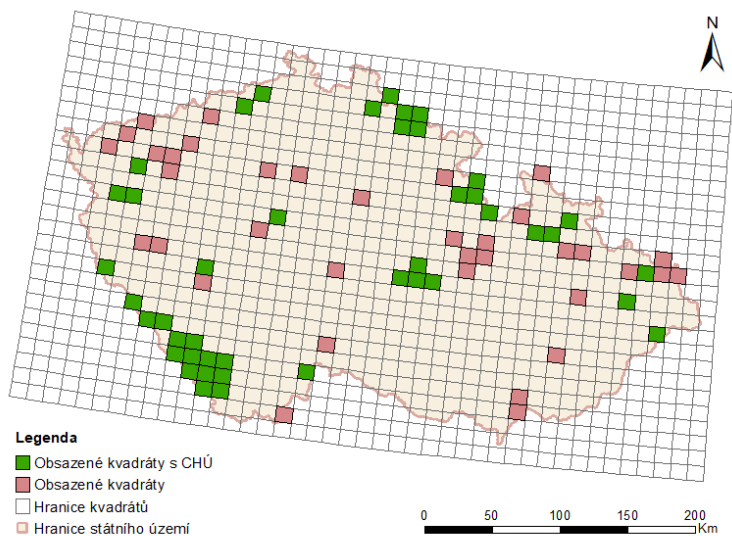 N
Legenda
Obsazené kvadráty s CHÚ
Obsazené kvadráty
Hranice kvadrátů
Hranice státního území
0 50 100 150 200
Km